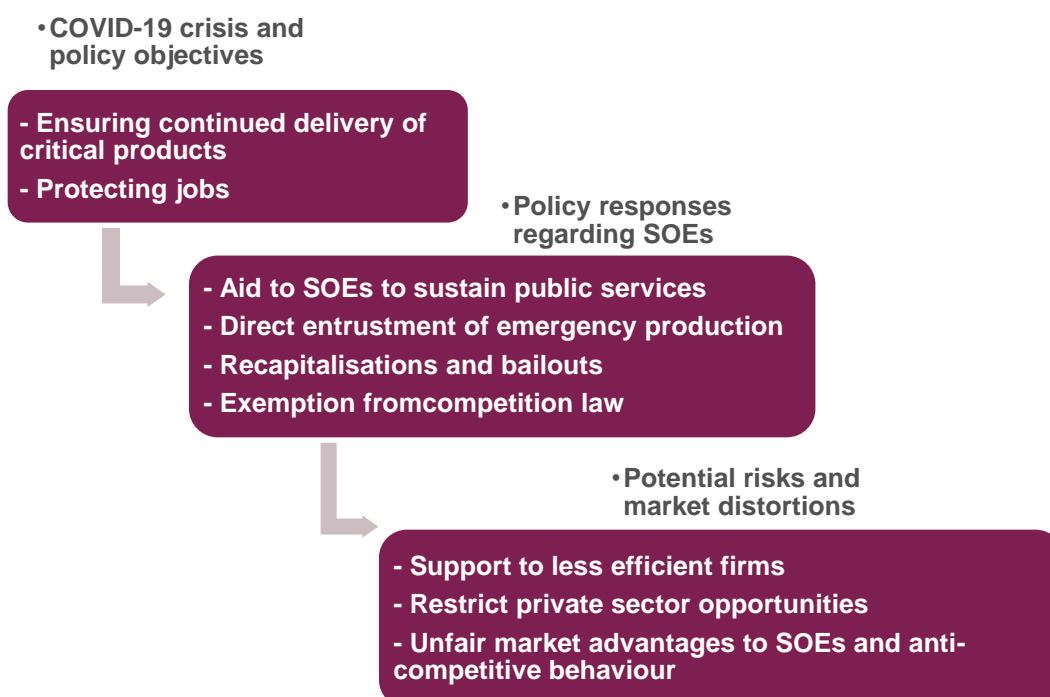 •COVID-19 crisis and
policy objectives
- Ensuring continued delivery of
critical products
- Protecting jobs
•Policy responses
regarding SOEs
- Aid to SOEs to sustain public services
- Direct entrustment of emergency production
- Recapitalisations and bailouts
- Exemption fromcompetition law
•Potential risks and
market distortions
- Support to less efficient firms
- Restrict private sector opportunities
- Unfair market advantages to SOEs and anti-
competitive behaviour